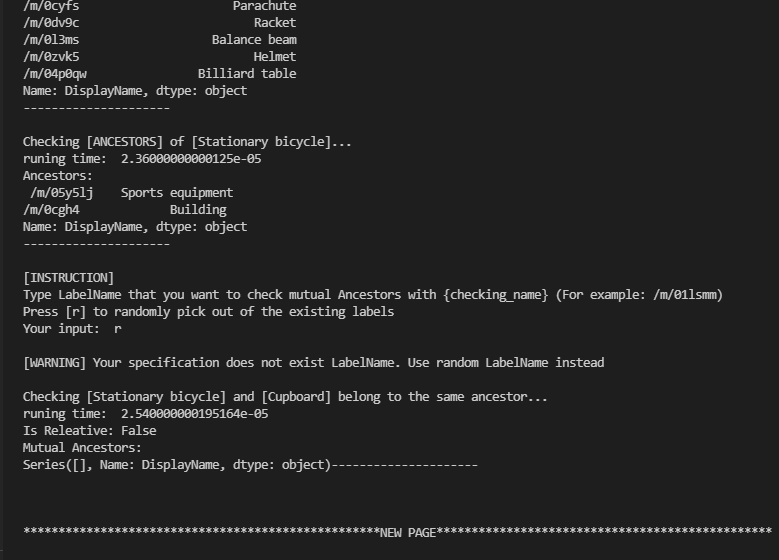 /m/0cyfs Parachute
/m/0dv9c Racket
/m/0l3ms Balance beam
/m/0zvk5 Helmet
/m/04p0qw Billiard table
Name: DisplayName, dtype: object
---------------------
Checking [ANCESTORS] of [Stationary bicycle]...
runing time:  2.36000000000125e-05
Ancestors:
/m/05y5lj Sports equipment
/m/0cgh4 Building
Name: DisplayName, dtype: object
---------------------
[INSTRUCTION]
Type LabelName that you want to check mutual Ancestors with {checking_name} (For example: /m/01lsmm)
Press [r] to randomly pick out of the existing labels
Your input:  r
[WARNING] Your specification does not exist LabelName. Use random LabelName instead
Checking [Stationary bicycle] and [Cupboard] belong to the same ancestor...
runing time:  2.540000000195164e-05
Is Releative: False
Mutual Ancestors:
Series([], Name: DisplayName, dtype: object)---------------------
***************************************************NEW PAGE************************************************